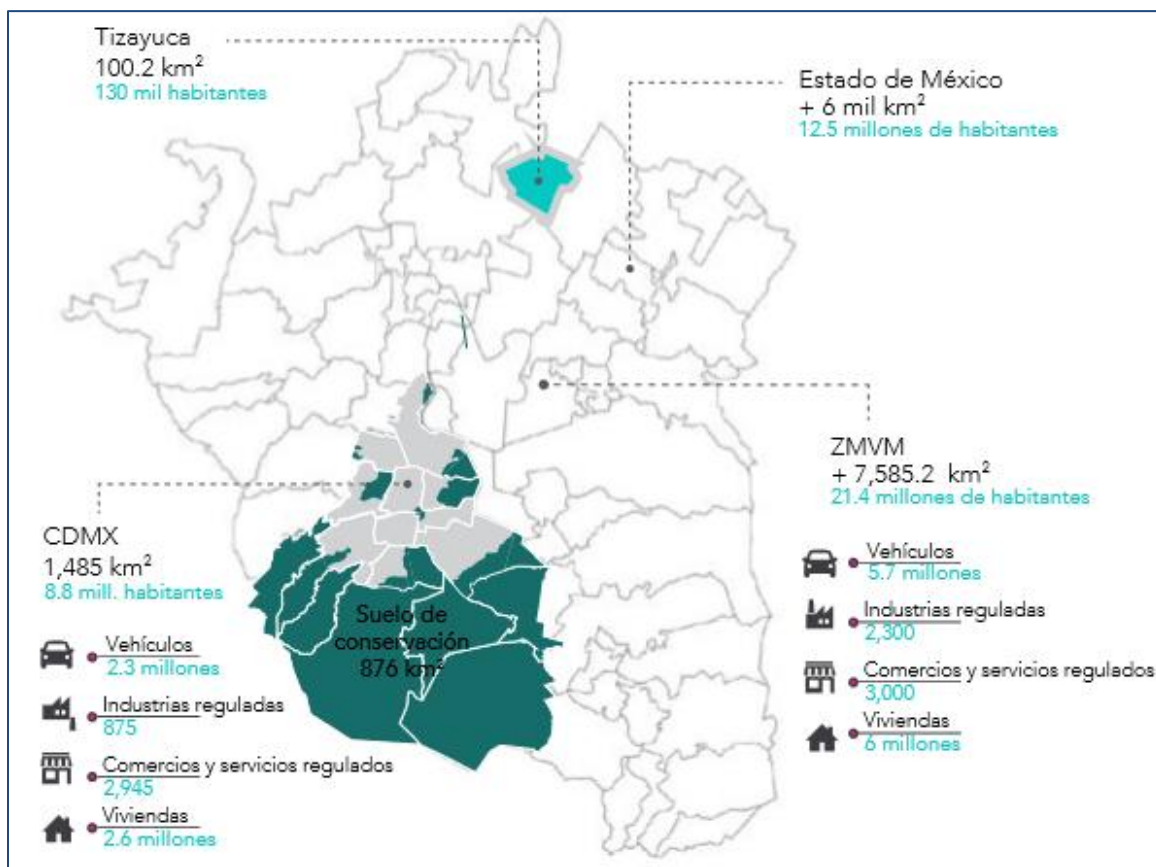 Tizayuca
100.2 km²
130 mil habitantes
Estado de México
+ 6 mil km²
12.5 millones de habitantes
ZMVM
+ 7,585.2 km²
21.4 millones de habitantes
Vehículos
5.7 millones
Industrias reguladas
2,300
Comercios y servicios regulados
3,000
Viviendas
6 millones
CDMX
1,485 km²
8.8 mill. habitantes
Vehículos
2.3 millones
Industrias reguladas
875
Comercios y servicios regulados
2,945
Viviendas
2.6 millones
Suelo de
conservación
876 km²